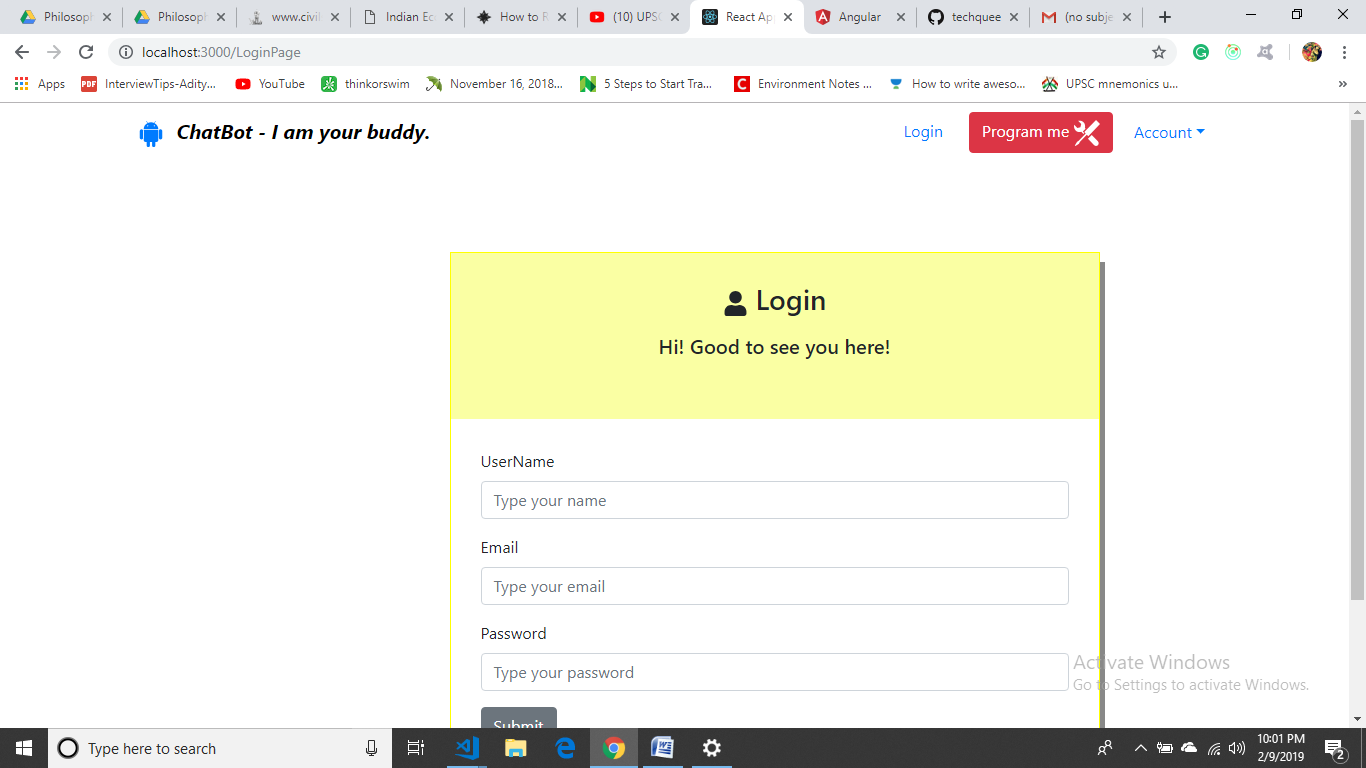 Philosoph
Philosoph
www.civil
Indian Ec
How to R
(10) UPSC
React App
Angular
techquee
(no subje
localhost:3000/LoginPage
Apps
PDF
InterviewTips-Adity...
YouTube
thinkorswim
November 16, 2018...
5 Steps to Start Tra...
C
Environment Notes ...
How to write aweso...
UPSC mnemonics u...
»
ChatBot - I am your buddy.
Login
Program me
Account
Login
Hi! Good to see you here!
UserName
Type your name
Email
Type your email
Password
Type your password
Submit
Activate Windows
Go to Settings to activate Windows.
Type here to search
10:01 PM
2/9/2019
2